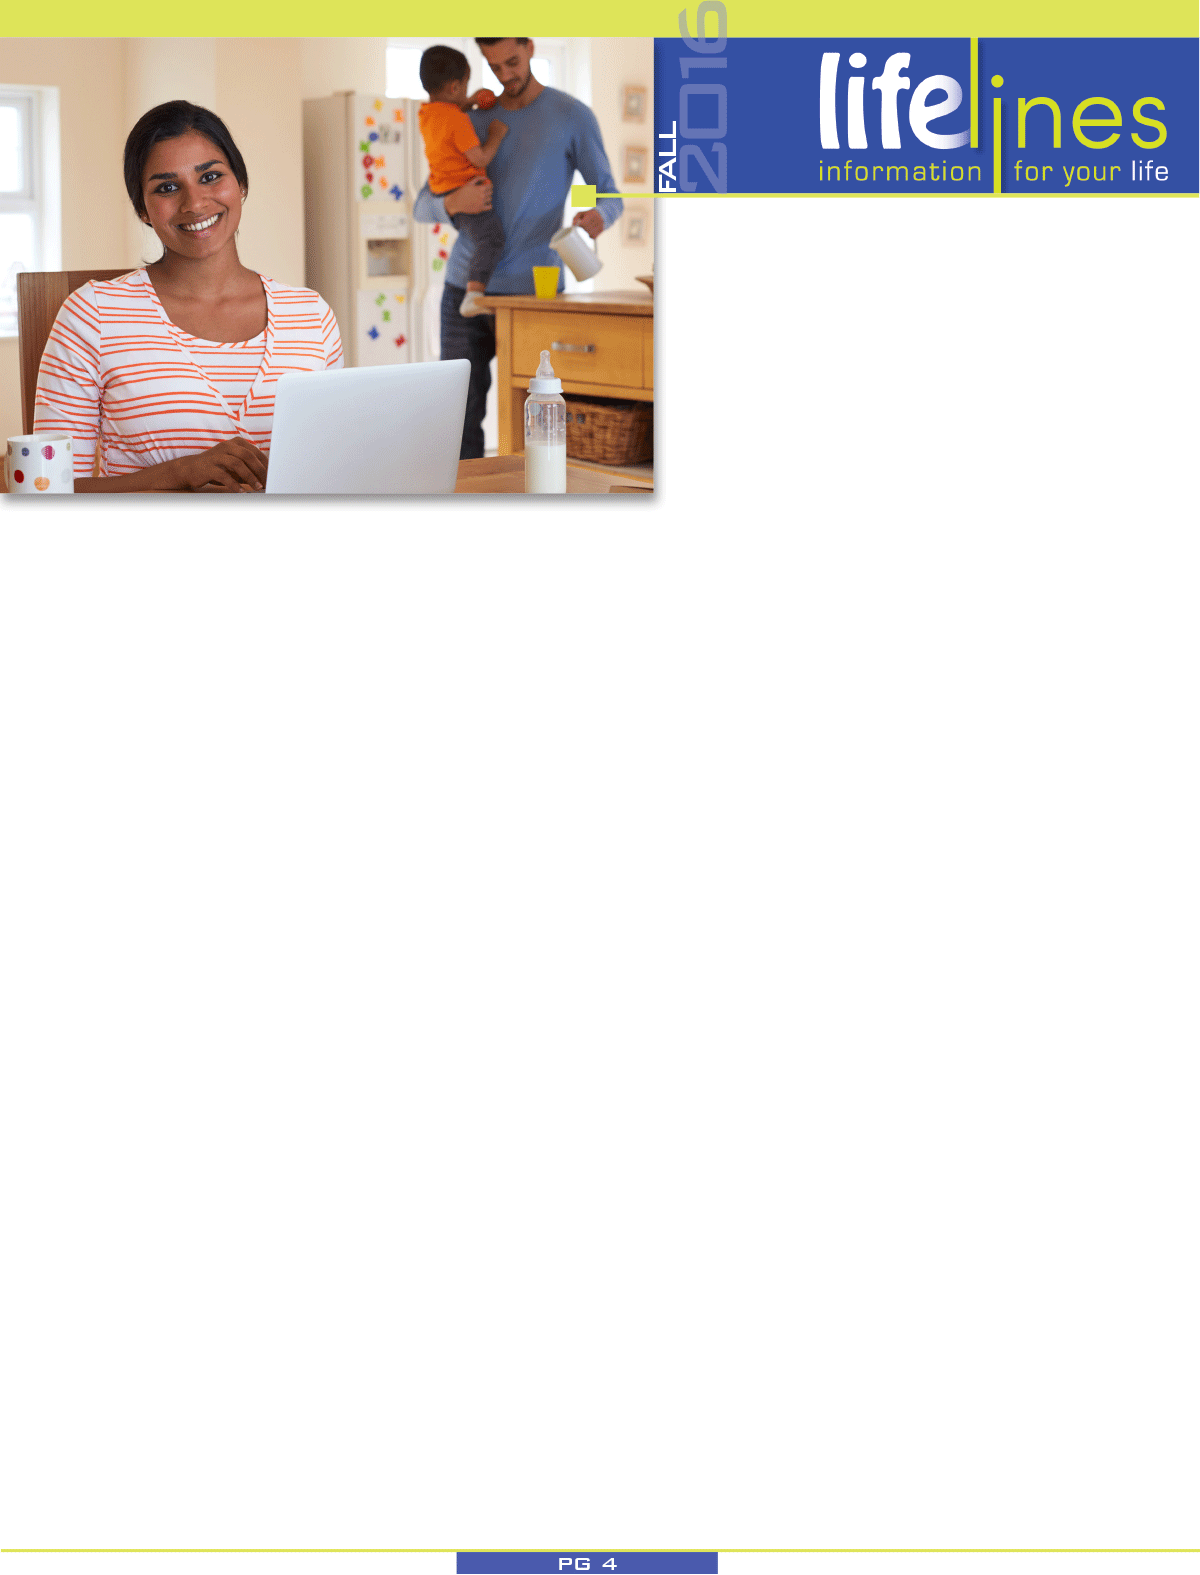 FALL
2016
lifelines
information for your life
PG 4